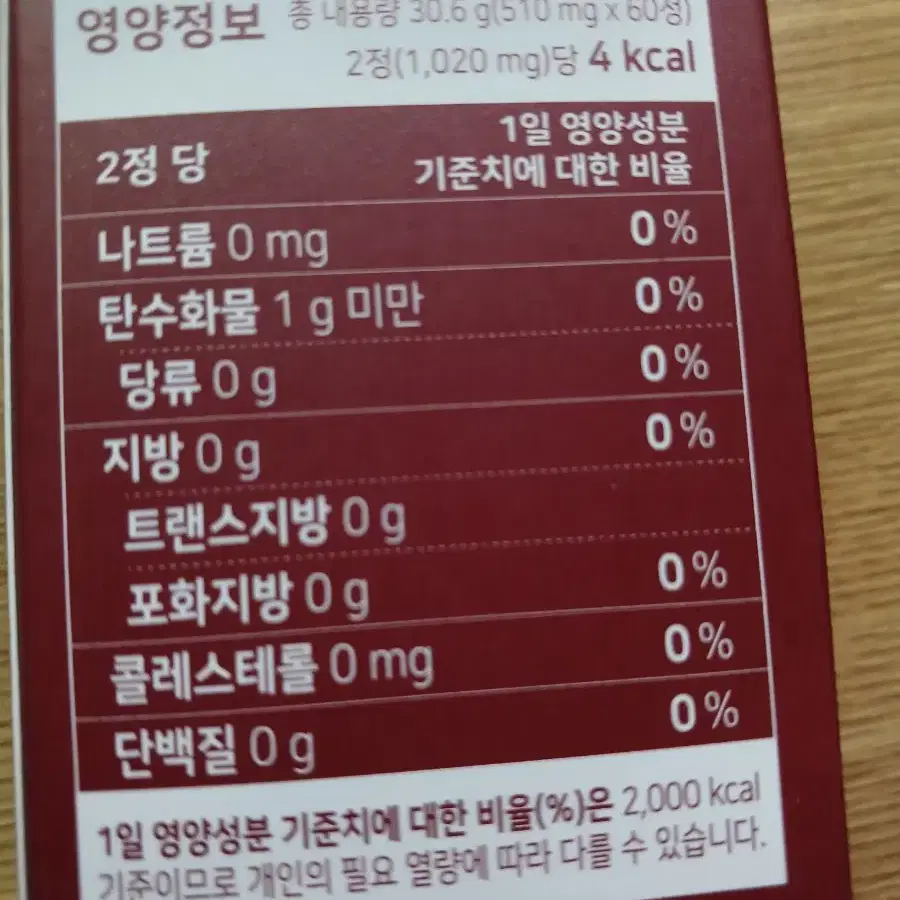 영양정보
총 내용량 30.6 g(510 mg x 60정)
2정(1,020 mg)당 4 kcal
2정 당
1일 영양성분
기준치에 대한 비율
나트륨 0 mg 0 %
탄수화물 1 g 미만 0 %
당류 0 g 0 %
지방 0 g 0 %
트랜스지방 0 g
포화지방 0 g 0 %
콜레스테롤 0 mg 0 %
단백질 0 g 0 %
1일 영양성분 기준치에 대한 비율(%)은 2,000 kcal
기준이므로 개인의 필요 열량에 따라 다를 수 있습니다.